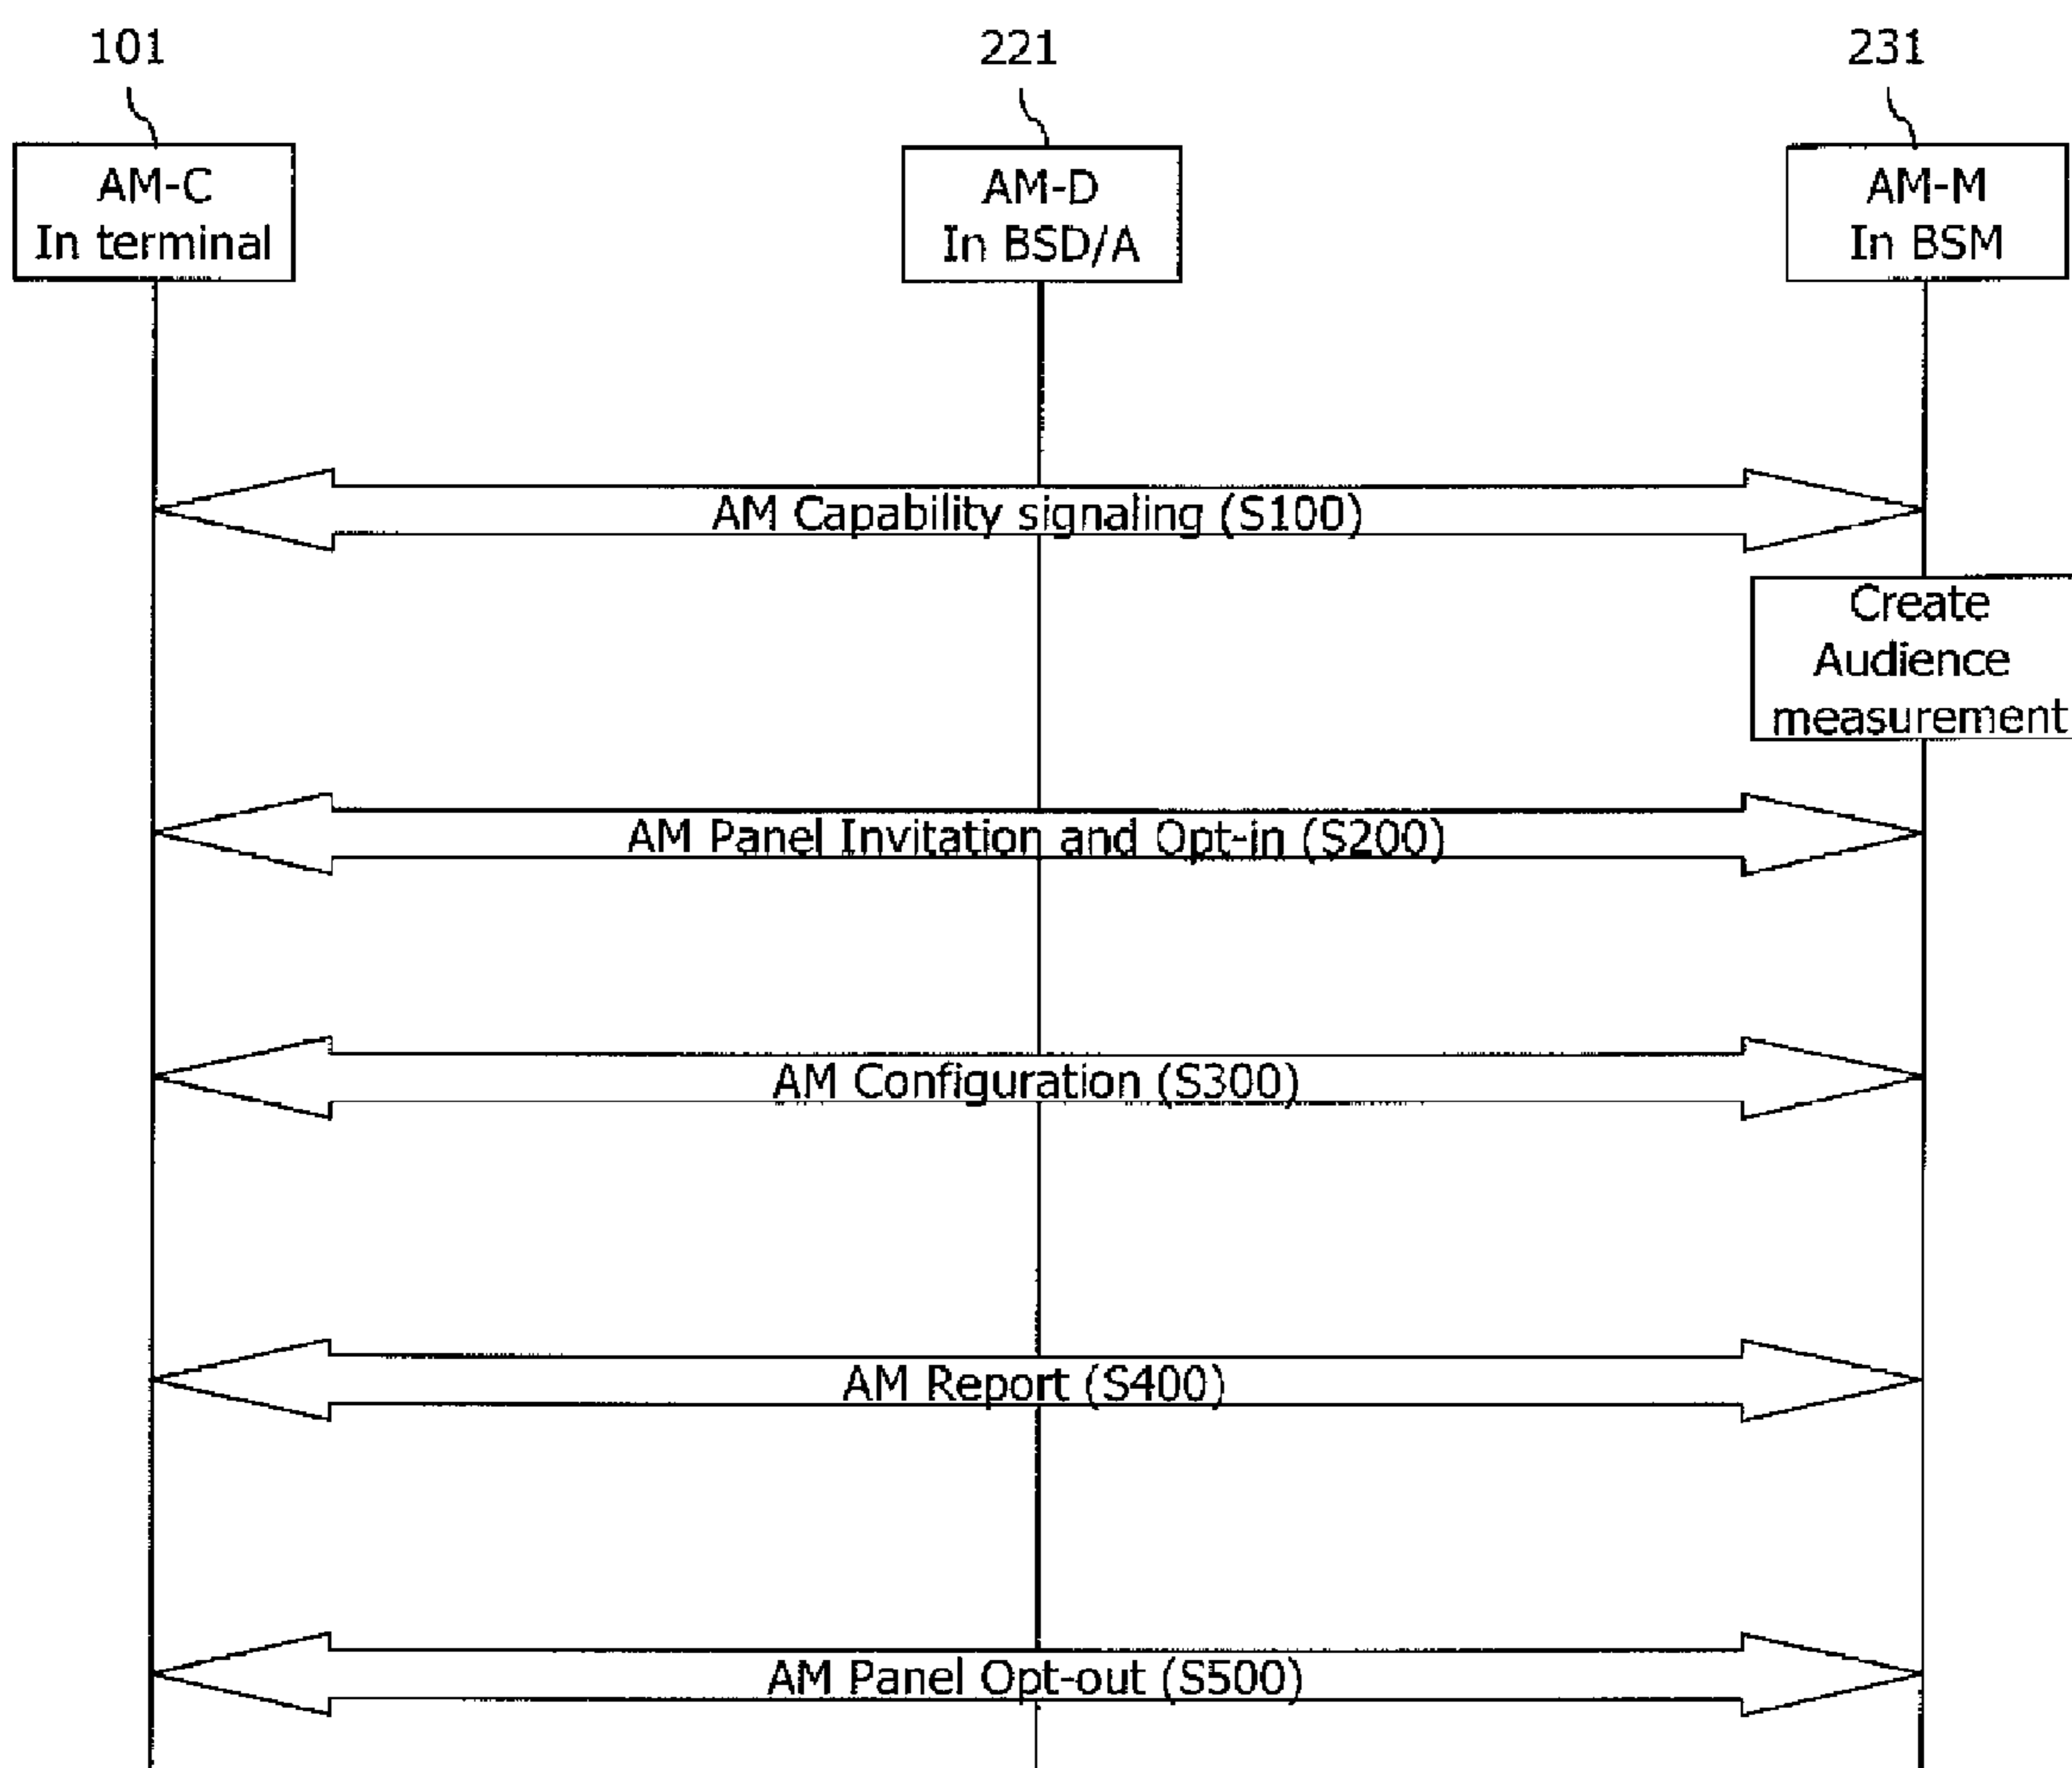 101
221
231
AM-C
In terminal
AM-D
In BSD/A
AM-M
In BSM
AM Capability signaling (S100)
Create
Audience
measurement
AM Panel Invitation and Opt-in (S200)
AM Configuration (S300)
AM Report (S400)
AM Panel Opt-out (S500)